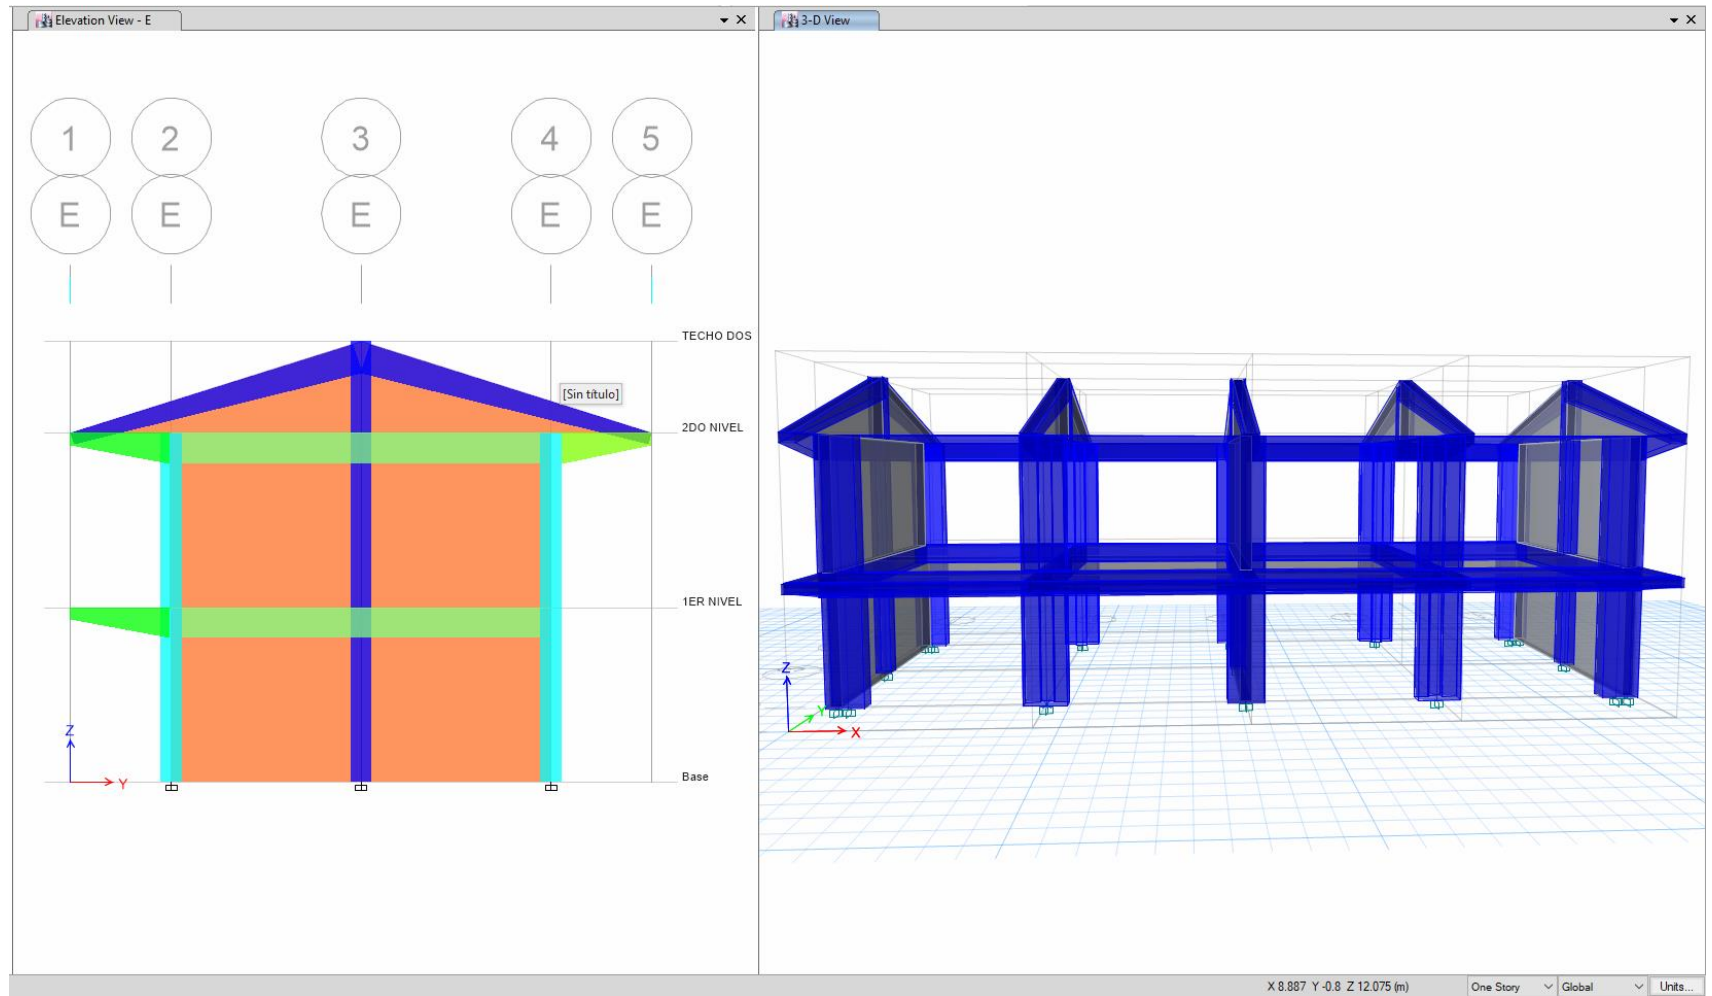 Elevation View - E
3-D View
1 2 3 4 5
E E E E E
TECHO DOS
[Sin título]
2DO NIVEL
1ER NIVEL
Z
Y
Base
Z
Y
X
X 8.887 Y -0.8 Z 12.075 (m)
One Story
Global
Units...